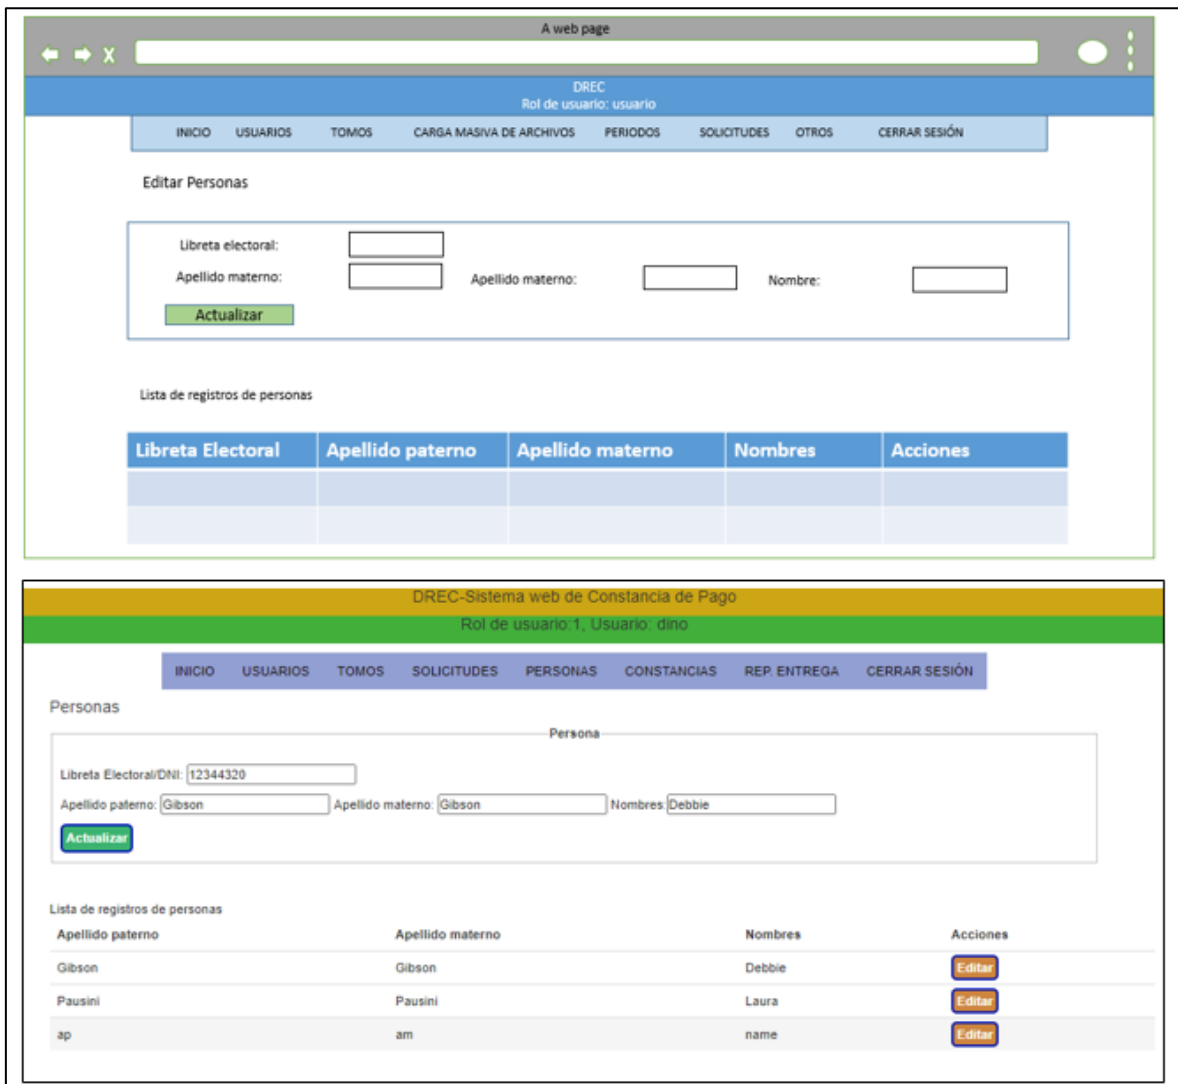 A web page
X
DREC
Rol de usuario: usuario
INICIO USUARIOS TOMOS CARGA MASIVA DE ARCHIVOS PERIODOS SOLICITUDES OTROS CERRAR SESIÓN
Editar Personas
Libreta electoral:
Apellido materno: Apellido materno: Nombre:
Actualizar
Lista de registros de personas
Libreta Electoral Apellido paterno Apellido materno Nombres Acciones
DREC-Sistema web de Constancia de Pago
Rol de usuario:1, Usuario: dino
INICIO USUARIOS TOMOS SOLICITUDES PERSONAS CONSTANCIAS REP. ENTREGA CERRAR SESIÓN
Personas
Persona
Libreta Electoral/DNI: 12344320
Apellido paterno: Gibson Apellido materno: Gibson Nombres: Debbie
Actualizar
Lista de registros de personas
Apellido paterno Apellido materno Nombres Acciones
Gibson Gibson Debbie Editar
Pausini Pausini Laura Editar
ap am name Editar